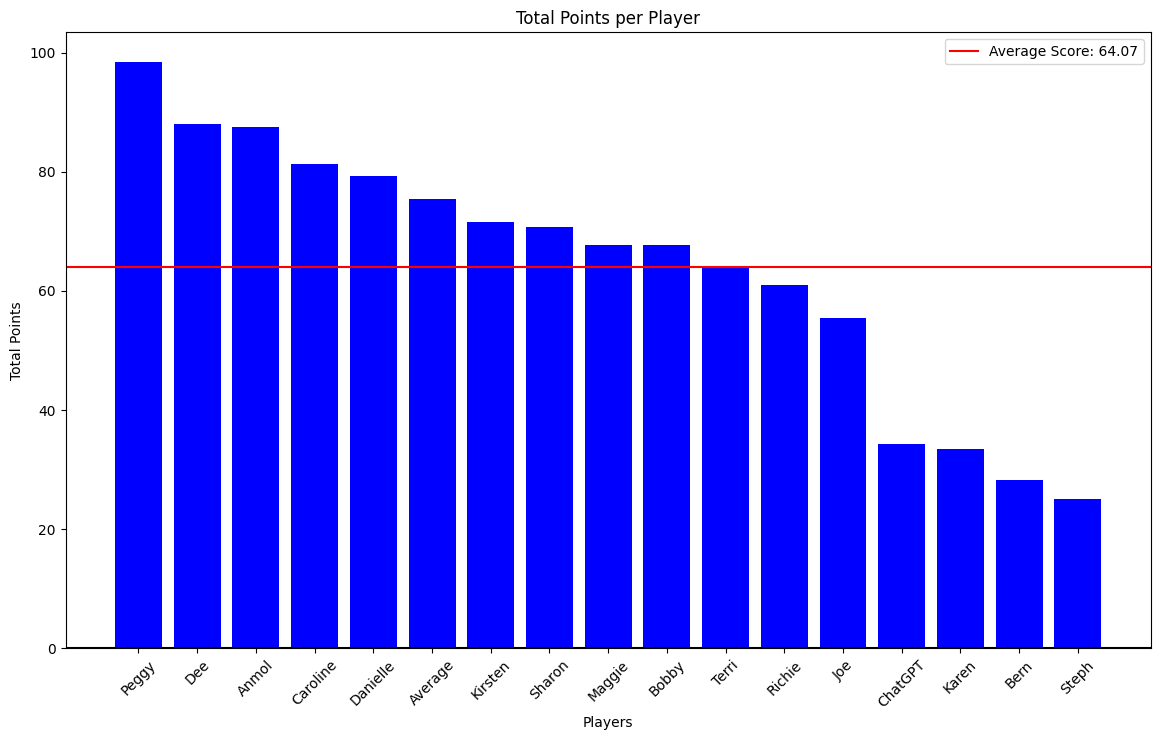 Total Points per Player
Average Score: 64.07
Total Points
100
80
60
40
20
0
Peggy
Dee
Anmol
Caroline
Danielle
Average
Kirsten
Sharon
Maggie
Bobby
Terri
Richie
Joe
ChatGPT
Karen
Bern
Steph
Players